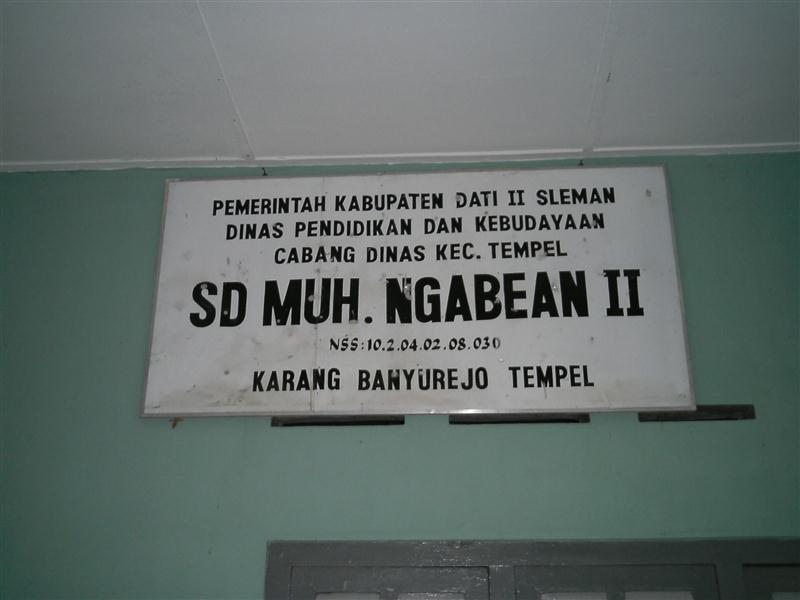 PEMERINTAH KABUPATEN DATI II SLEMAN
DINAS PENDIDIKAN DAN KEBUDAYAAN
CABANG DINAS KEC. TEMPEL
SD MUH. NGABEAN II
NSS:10.2.04.02.08.030
KARANG BANYUREJO TEMPEL